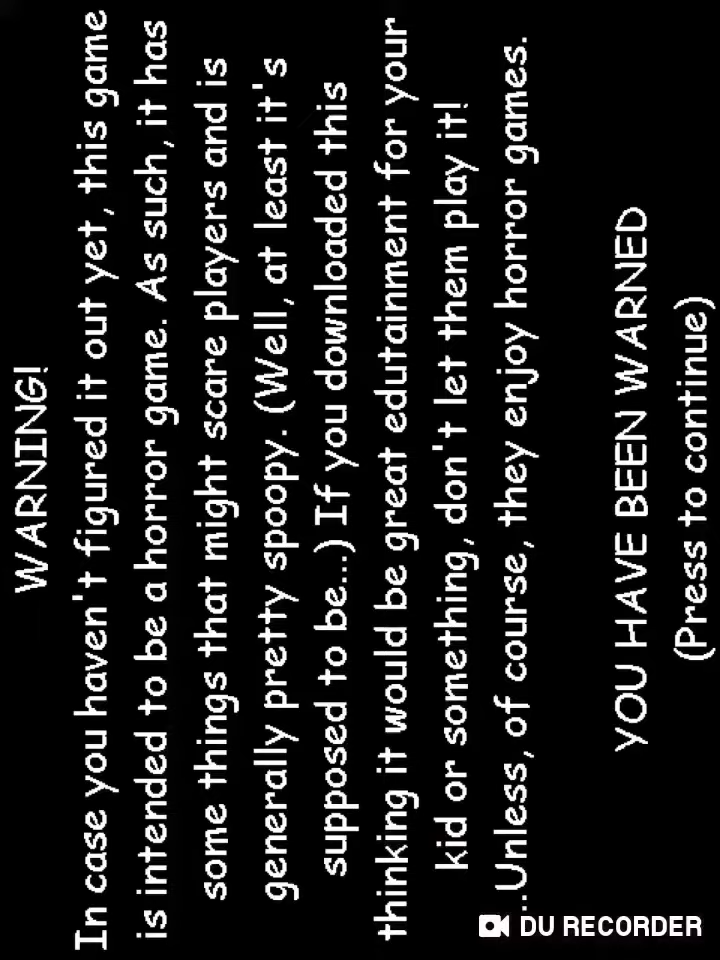 WARNING!
In case you haven't figured it out yet, this game
is intended to be a horror game. As such, it has
some things that might scare players and is
generally pretty spoopy. (Well, at least it's
supposed to be...) If you downloaded this
thinking it would be great edutainment for your
kid or something, don't let them play it!
...Unless, of course, they enjoy horror games.
YOU HAVE BEEN WARNED
(Press to continue)
DU RECORDER